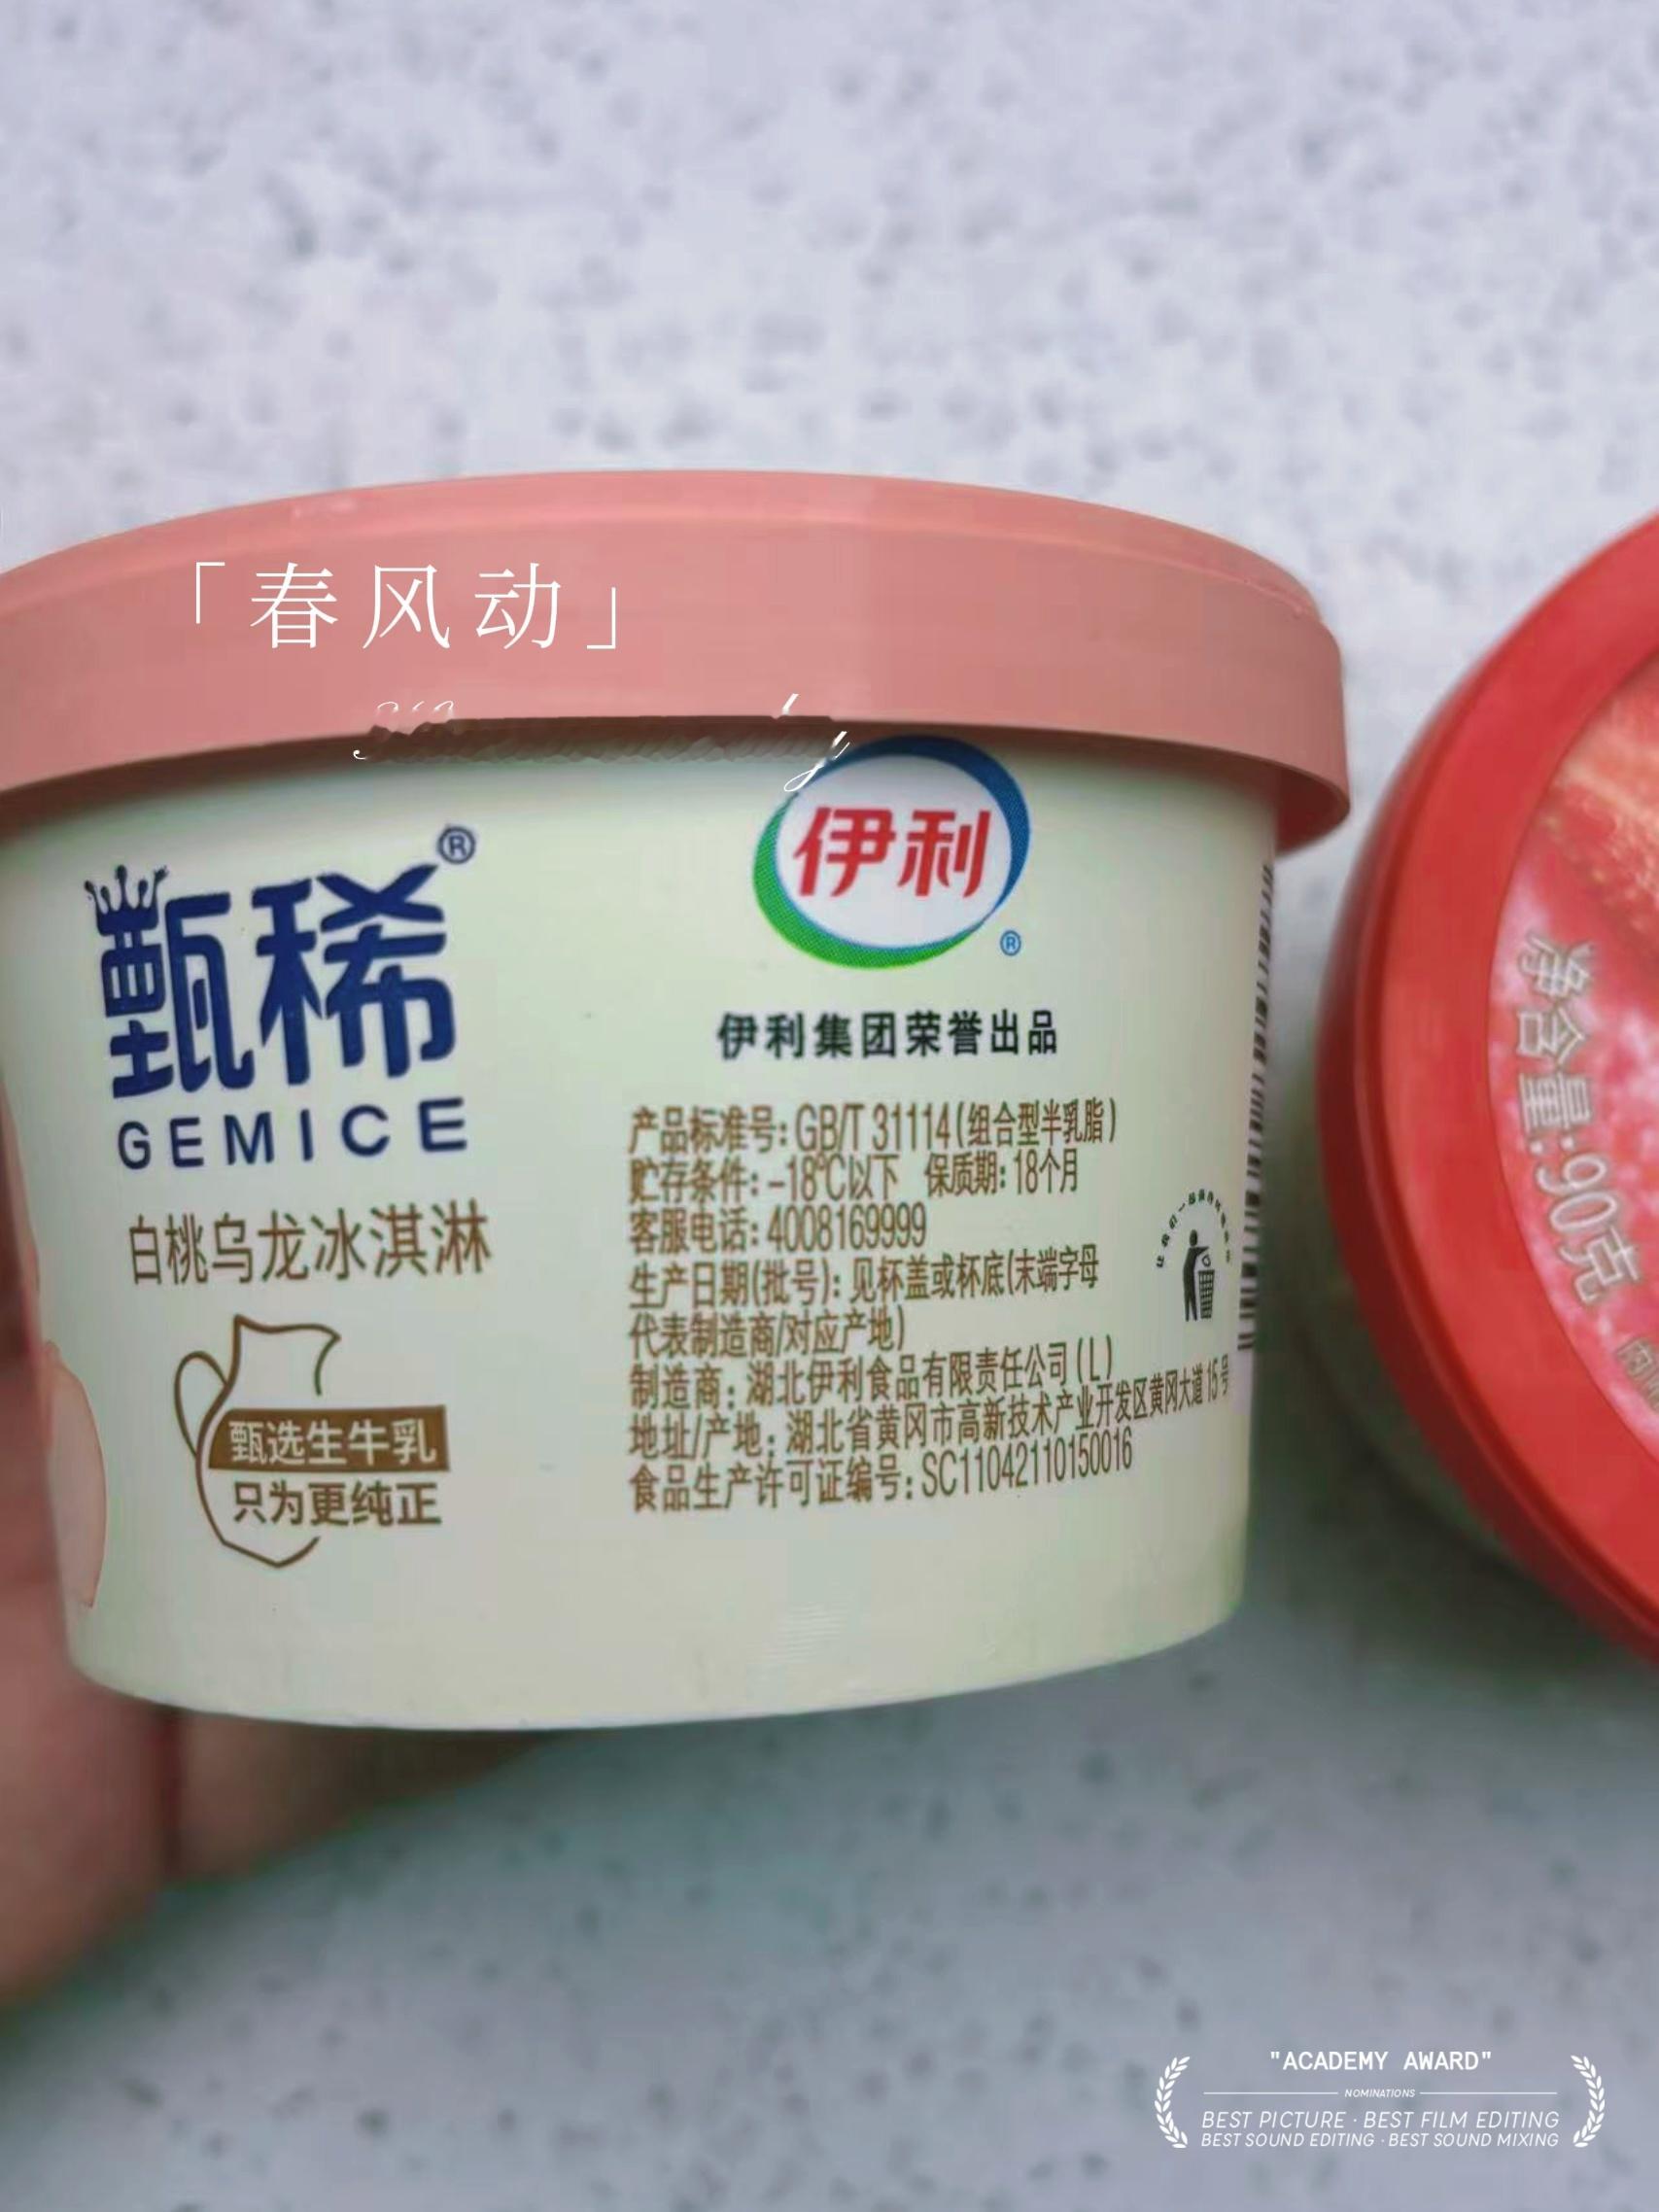 「春风动」
甄稀®
GEMICE
白桃乌龙冰淇淋
甄选生牛乳
只为更纯正
伊利®
伊利集团荣誉出品
产品标准号:GB/T 31114(组合型半乳脂)
贮存条件:-18℃以下 保质期:18个月
客服电话:4008169999
生产日期(批号):见杯盖或杯底(末端字母
代表制造商/对应产地)
制造商:湖北伊利食品有限责任公司(L)
地址/产地:湖北省黄冈市高新技术产业开发区黄冈大道15号
食品生产许可证编号:SC11042110150016
净含量:90克
"ACADEMY AWARD"
NOMINATIONS
BEST PICTURE · BEST FILM EDITING
BEST SOUND EDITING · BEST SOUND MIXING